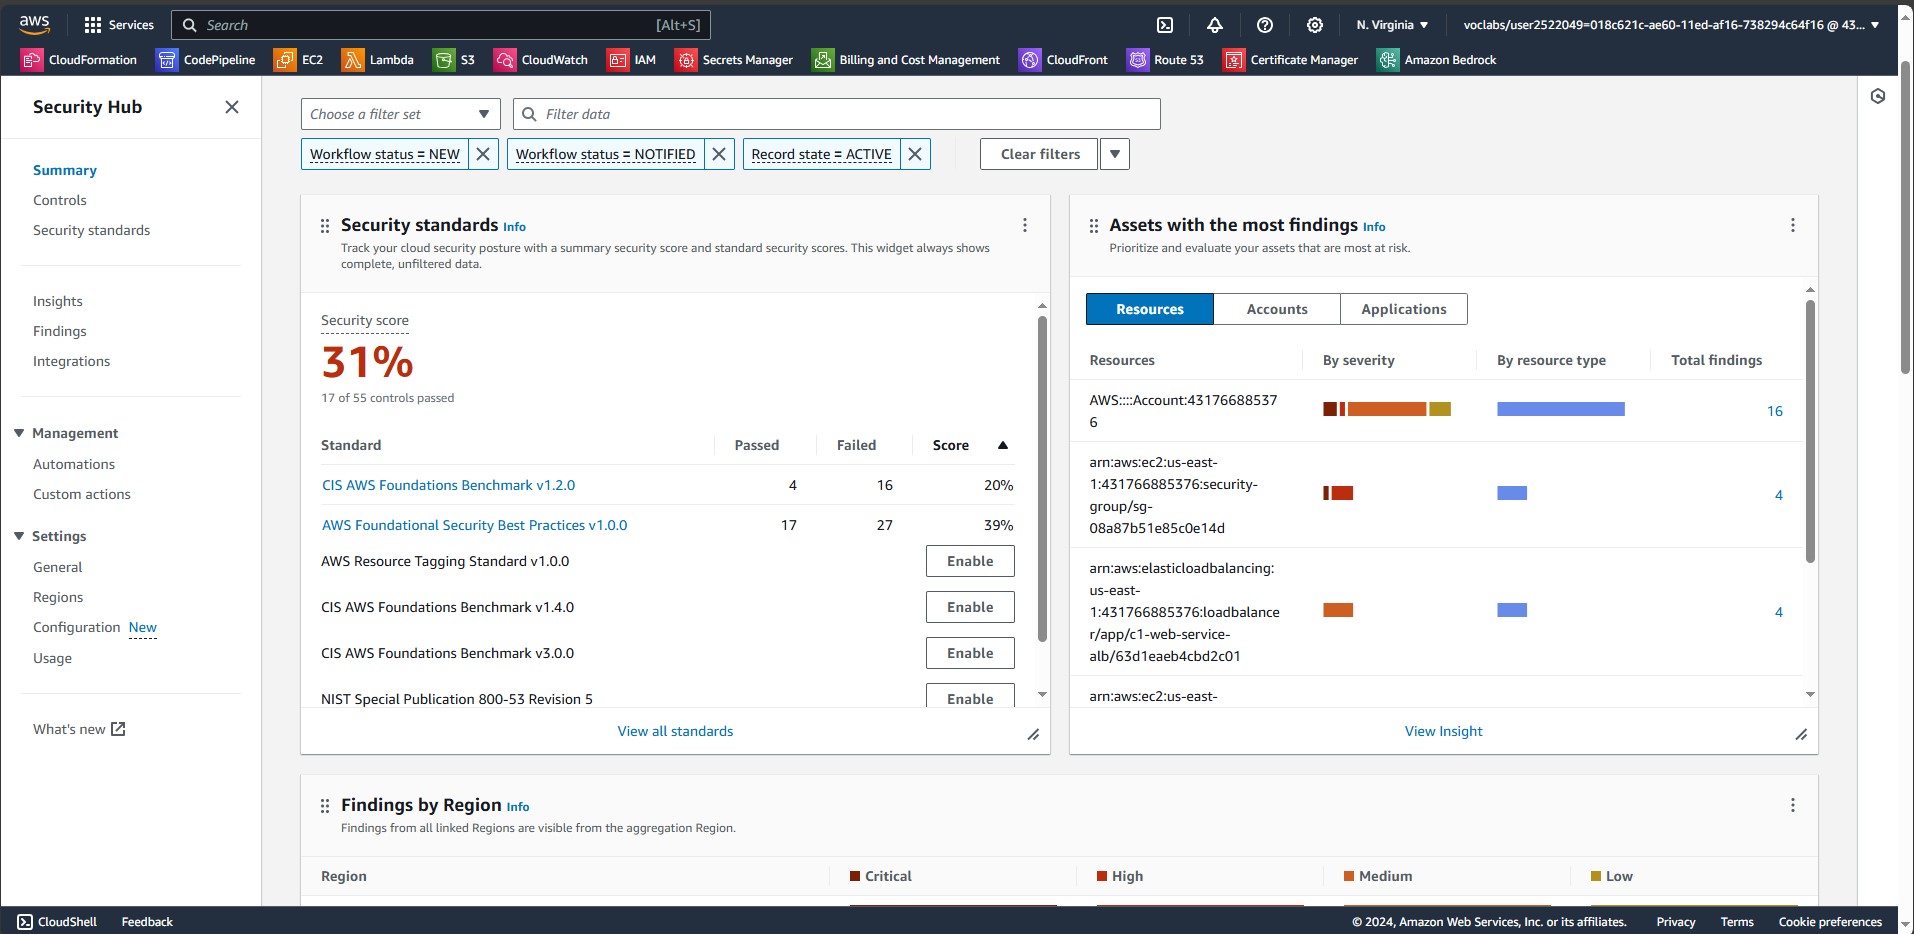 aws
Services
Search
[Alt+S]
N. Virginia
voclabs/user2522049=018c621c-ae60-11ed-af16-738294c64f16 @ 43...
CloudFormation
CodePipeline
EC2
Lambda
S3
CloudWatch
IAM
Secrets Manager
Billing and Cost Management
CloudFront
Route 53
Certificate Manager
Amazon Bedrock
Security Hub
Summary
Controls
Security standards
Insights
Findings
Integrations
Management
Automations
Custom actions
Settings
General
Regions
Configuration New
Usage
What's new
Choose a filter set
Filter data
Workflow status = NEW
Workflow status = NOTIFIED
Record state = ACTIVE
Clear filters
Security standards Info
Track your cloud security posture with a summary security score and standard security scores. This widget always shows
complete, unfiltered data.
Security score
31%
17 of 55 controls passed
Standard Passed Failed Score
CIS AWS Foundations Benchmark v1.2.0 4 16 20%
AWS Foundational Security Best Practices v1.0.0 17 27 39%
AWS Resource Tagging Standard v1.0.0 Enable
CIS AWS Foundations Benchmark v1.4.0 Enable
CIS AWS Foundations Benchmark v3.0.0 Enable
NIST Special Publication 800-53 Revision 5 Enable
View all standards
Assets with the most findings Info
Prioritize and evaluate your assets that are most at risk.
Resources Accounts Applications
Resources By severity By resource type Total findings
AWS::::Account:43176688537
6
16
arn:aws:ec2:us-east-
1:431766885376:security-
group/sg-
08a87b51e85c0e14d
4
arn:aws:elasticloadbalancing:
us-east-
1:431766885376:loadbalance
r/app/c1-web-service-
alb/63d1eaeb4cbd2c01
4
arn:aws:ec2:us-east-
View Insight
Findings by Region Info
Findings from all linked Regions are visible from the aggregation Region.
Region Critical High Medium Low
CloudShell
Feedback
© 2024, Amazon Web Services, Inc. or its affiliates.
Privacy
Terms
Cookie preferences